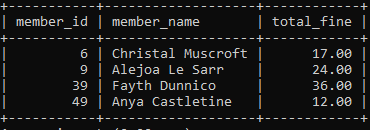 +-----------+-------------------+------------+
| member_id | member_name       | total_fine |
+-----------+-------------------+------------+
|         6 | Christal Muscroft |      17.00 |
|         9 | Alejoa Le Sarr    |      24.00 |
|        39 | Fayth Dunnico     |      36.00 |
|        49 | Anya Castletine   |      12.00 |
+-----------+-------------------+------------+